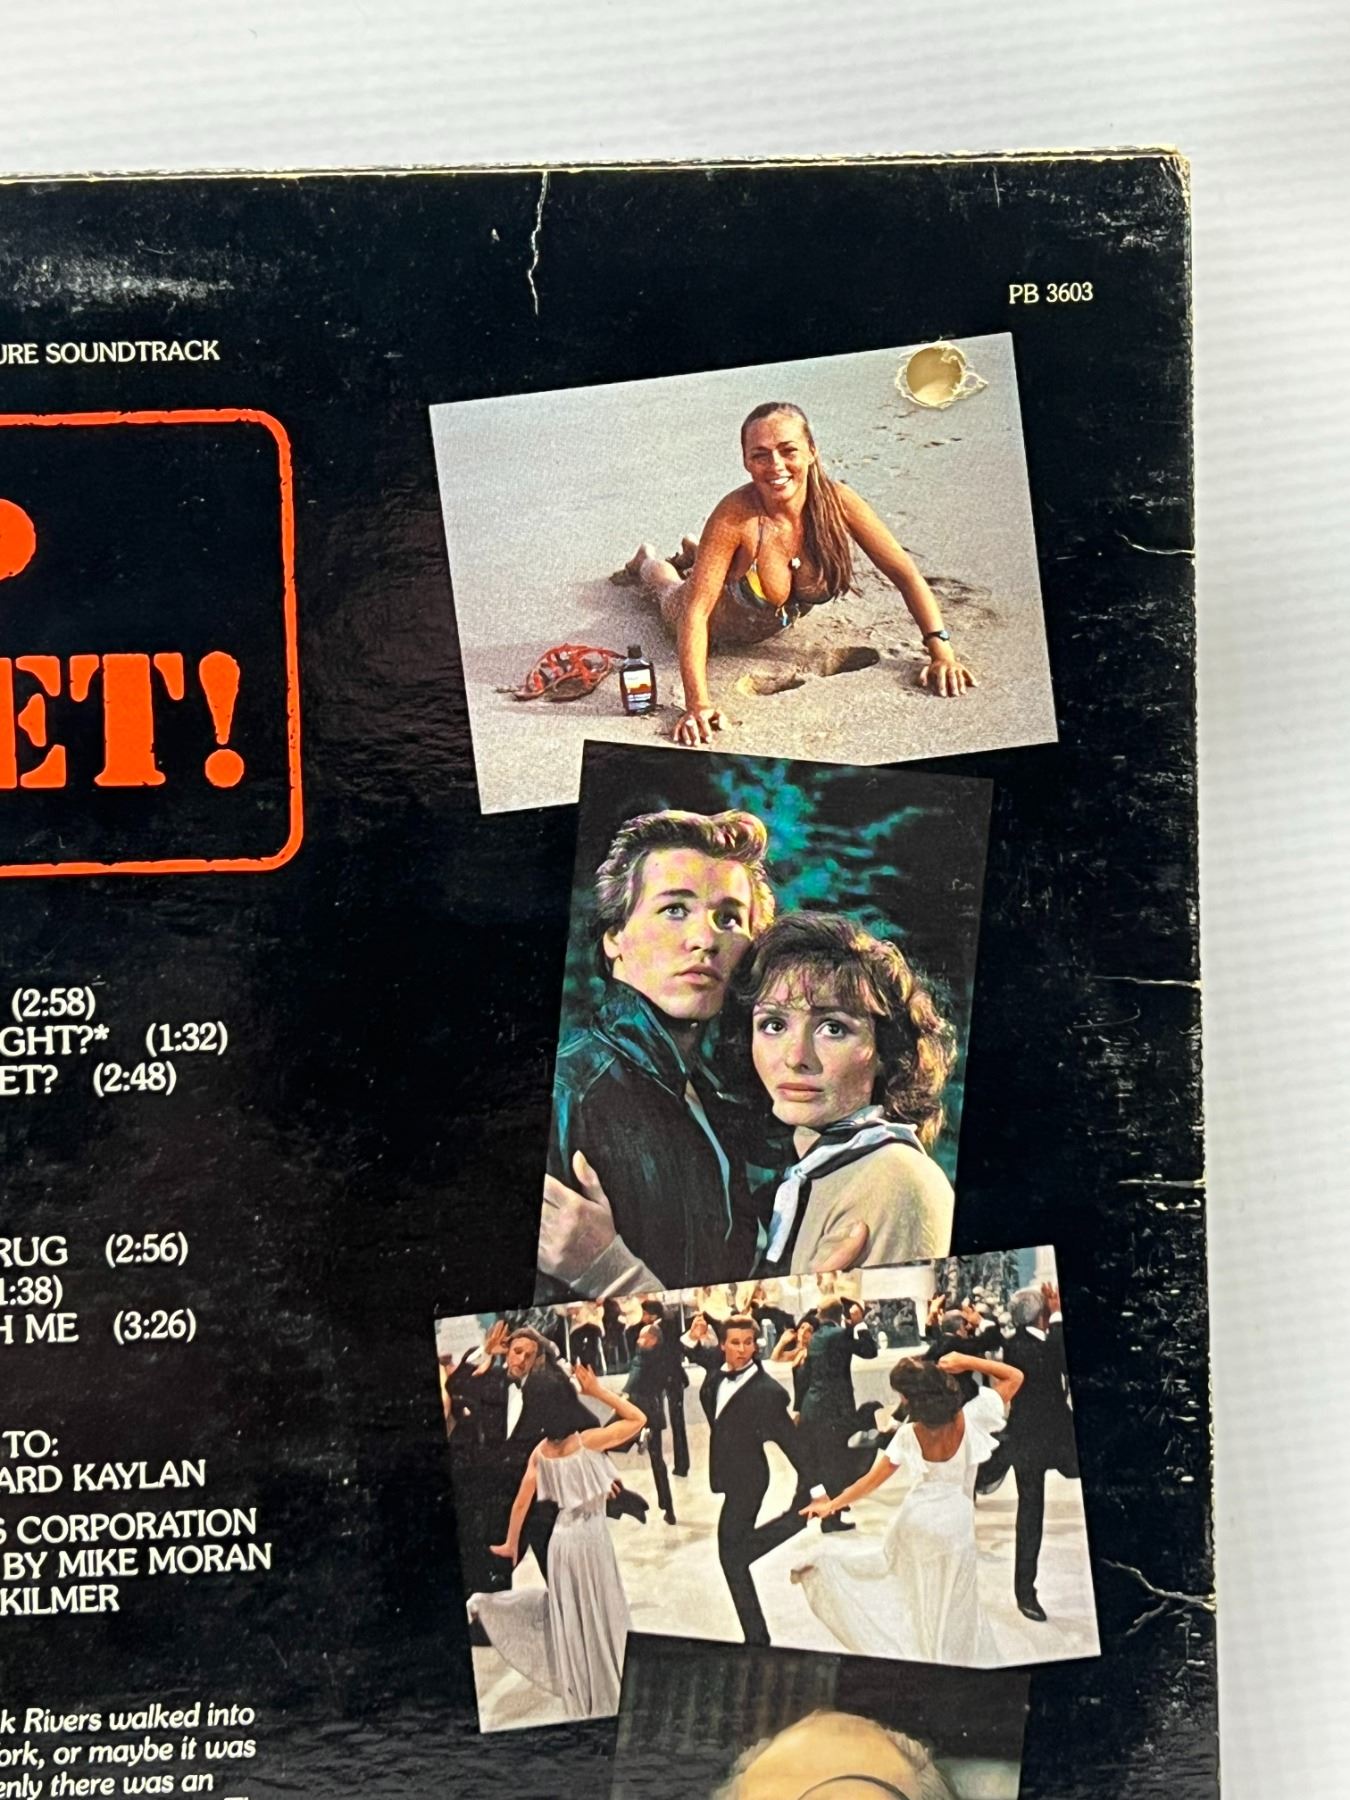 PB 3603
URE SOUNDTRACK
ET!
(2:58)
GHT?* (1:32)
ET? (2:48)
RUG (2:56)
1:38)
H ME (3:26)
TO:
ARD KAYLAN
S CORPORATION
BY MIKE MORAN
KILMER
k Rivers walked into
ork, or maybe it was
enly there was an